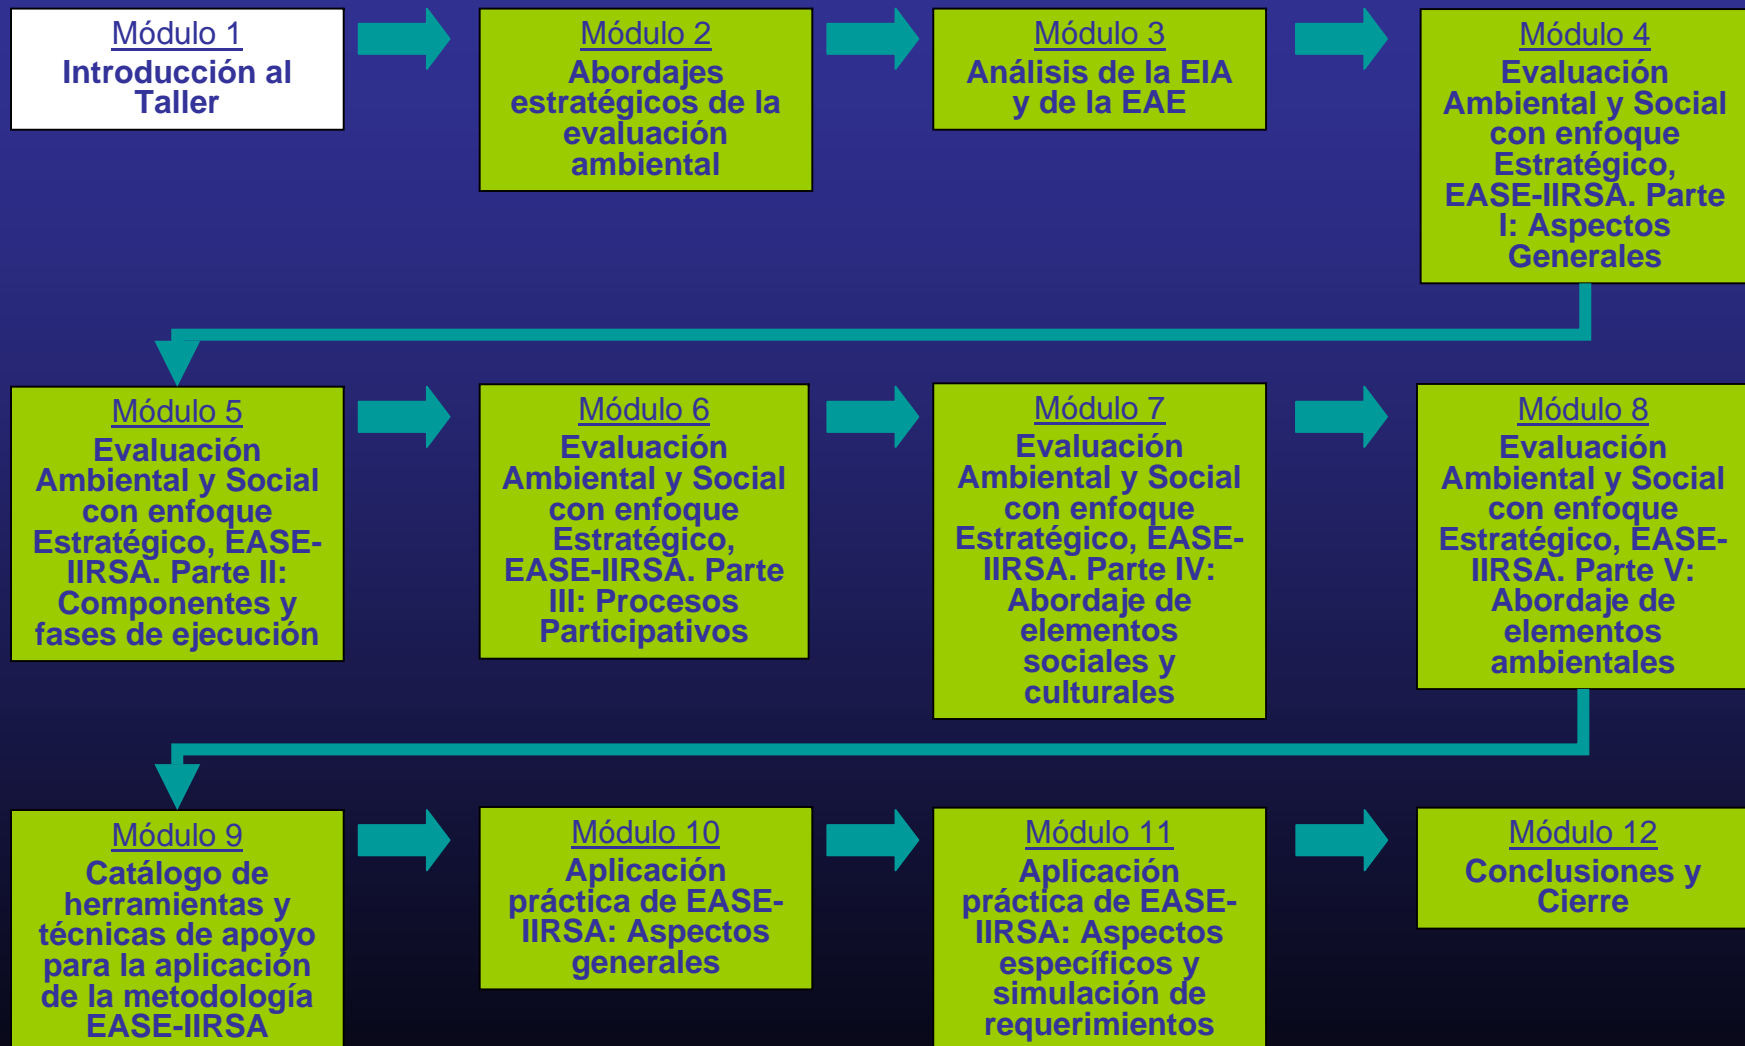 Módulo 1
Introducción al
Taller
Módulo 2
Abordajes
estratégicos de la
evaluación
ambiental
Módulo 3
Análisis de la EIA
y de la EAE
Módulo 4
Evaluación
Ambiental y Social
con enfoque
Estratégico,
EASE-IIRSA. Parte
I: Aspectos
Generales
Módulo 5
Evaluación
Ambiental y Social
con enfoque
Estratégico, EASE-
IIRSA. Parte II:
Componentes y
fases de ejecución
Módulo 6
Evaluación
Ambiental y Social
con enfoque
Estratégico,
EASE-IIRSA. Parte
III: Procesos
Participativos
Módulo 7
Evaluación
Ambiental y Social
con enfoque
Estratégico, EASE-
IIRSA. Parte IV:
Abordaje de
elementos
sociales y
culturales
Módulo 8
Evaluación
Ambiental y Social
con enfoque
Estratégico, EASE-
IIRSA. Parte V:
Abordaje de
elementos
ambientales
Módulo 9
Catálogo de
herramientas y
técnicas de apoyo
para la aplicación
de la metodología
EASE-IIRSA
Módulo 10
Aplicación
práctica de EASE-
IIRSA: Aspectos
generales
Módulo 11
Aplicación
práctica de EASE-
IIRSA: Aspectos
específicos y
simulación de
requerimientos
Módulo 12
Conclusiones y
Cierre